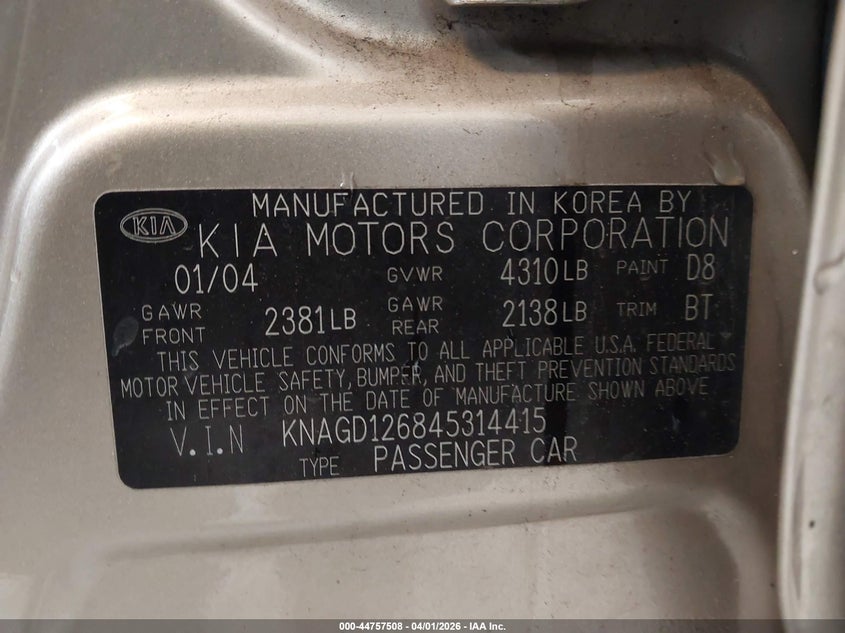 MANUFACTURED IN KOREA BY
KIA KIA MOTORS CORPORATION
01/04 GVWR 4310LB PAINT D8
GAWR FRONT 2381LB GAWR REAR 2138LB TRIM BT
THIS VEHICLE CONFORMS TO ALL APPLICABLE U.S.A. FEDERAL
MOTOR VEHICLE SAFETY, BUMPER, AND THEFT PREVENTION STANDARDS
IN EFFECT ON THE DATE OF MANUFACTURE SHOWN ABOVE
V.I.N KNAGD126845314415
TYPE PASSENGER CAR
000-44757508 - 04/01/2026 - IAA Inc.